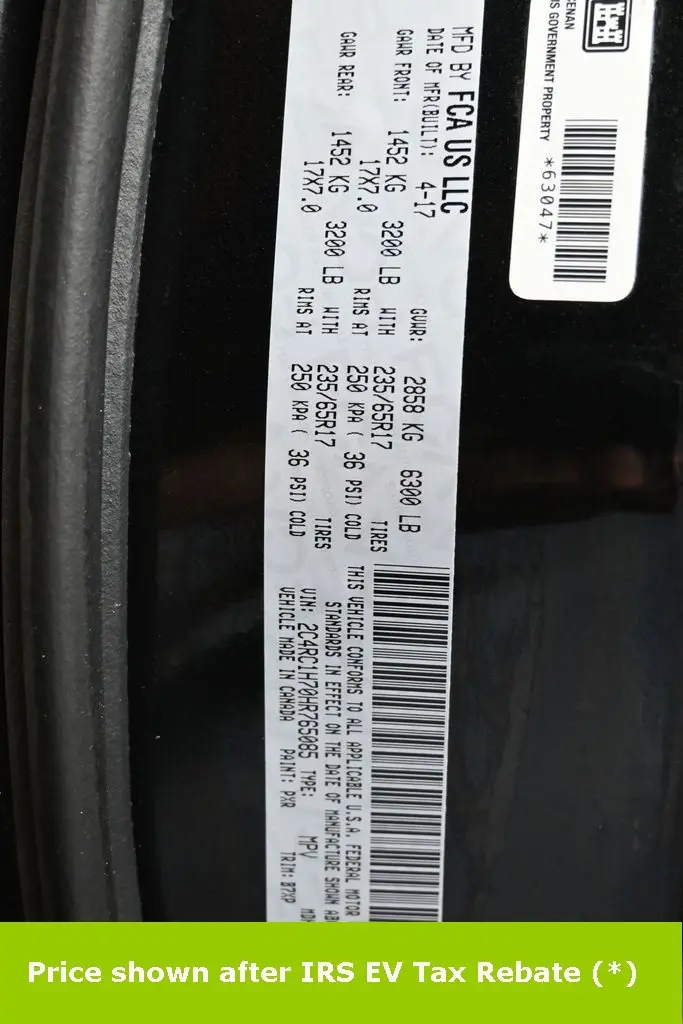 CENAN
US GOVERNMENT PROPERTY
*63047*
MFD BY FCA US LLC
DATE OF MFR(BUILT): 4-17 GVWR: 2858 KG 6300 LB
GAWR FRONT: 1452 KG 3200 LB WITH 235/65R17 TIRES
17X7.0 RIMS AT 250 KPA ( 36 PSI) COLD
GAWR REAR: 1452 KG 3200 LB WITH 235/65R17 TIRES
17X7.0 RIMS AT 250 KPA ( 36 PSI) COLD
THIS VEHICLE CONFORMS TO ALL APPLICABLE U.S.A. FEDERAL MOTOR
STANDARDS IN EFFECT ON THE DATE OF MANUFACTURE SHOWN AB
VIN: 2C4RC1H70HR765085 TYPE: MPV
VEHICLE MADE IN CANADA PAINT: PXR TRIM: B7XP
Price shown after IRS EV Tax Rebate (*)